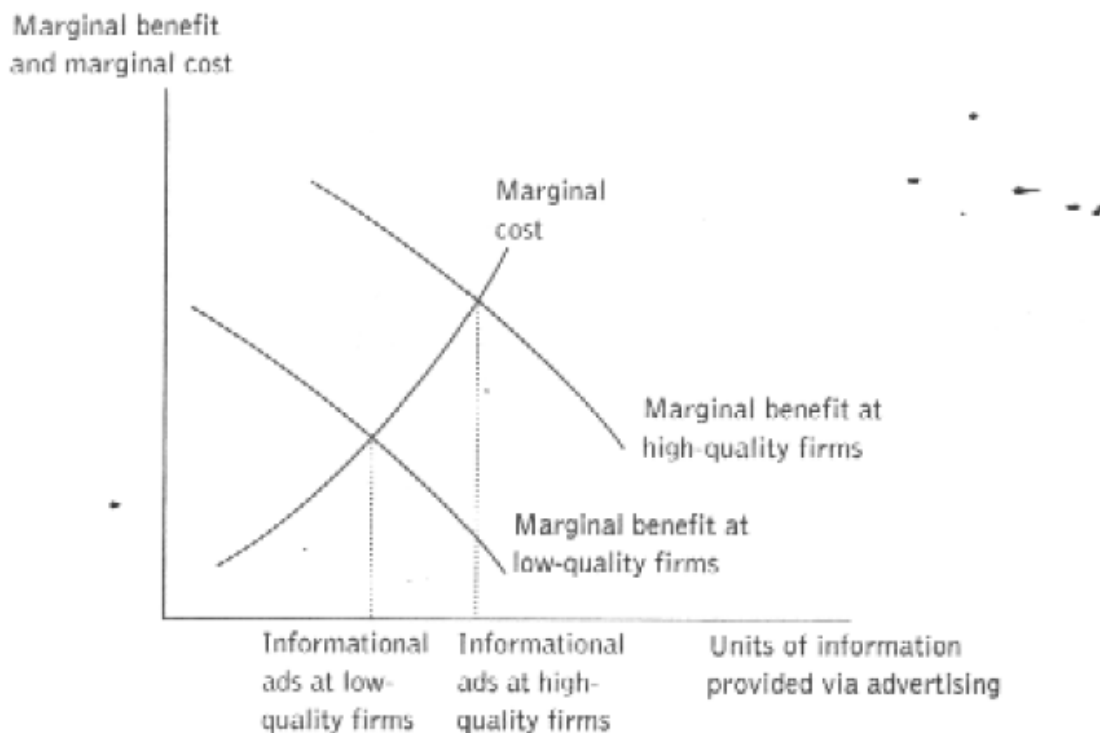 Marginal benefit
and marginal cost
Marginal
cost
Marginal benefit at
high-quality firms
Marginal benefit at
low-quality firms
Informational
ads at low-
quality firms
Informational
ads at high-
quality firms
Units of information
provided via advertising